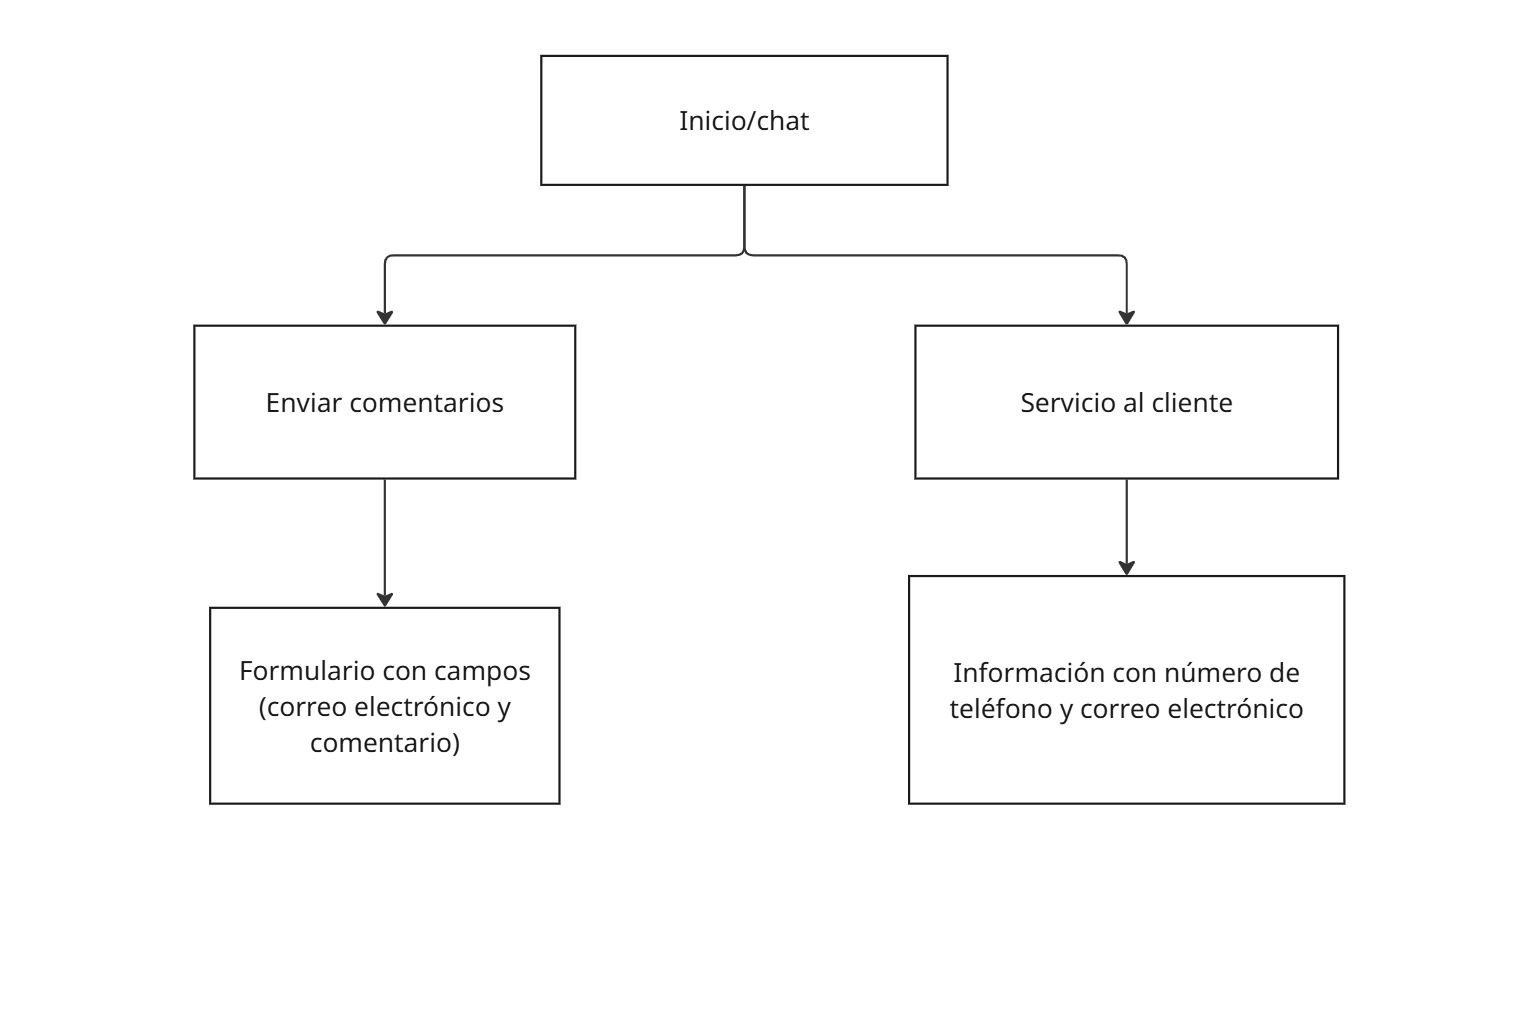 Inicio/chat
Enviar comentarios
Servicio al cliente
Formulario con campos
(correo electrónico y
comentario)
Información con número de
teléfono y correo electrónico